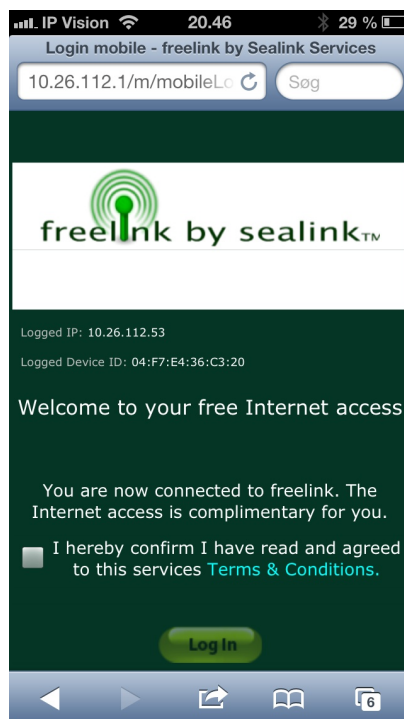 IP Vision 20.46 29 %
Login mobile - freelink by Sealink Services
10.26.112.1/m/mobileLo Søg
freelink by sealink™
Logged IP: 10.26.112.53
Logged Device ID: 04:F7:E4:36:C3:20
Welcome to your free Internet access
You are now connected to freelink. The
Internet access is complimentary for you.
I hereby confirm I have read and agreed
to this services Terms & Conditions.
Log In
6